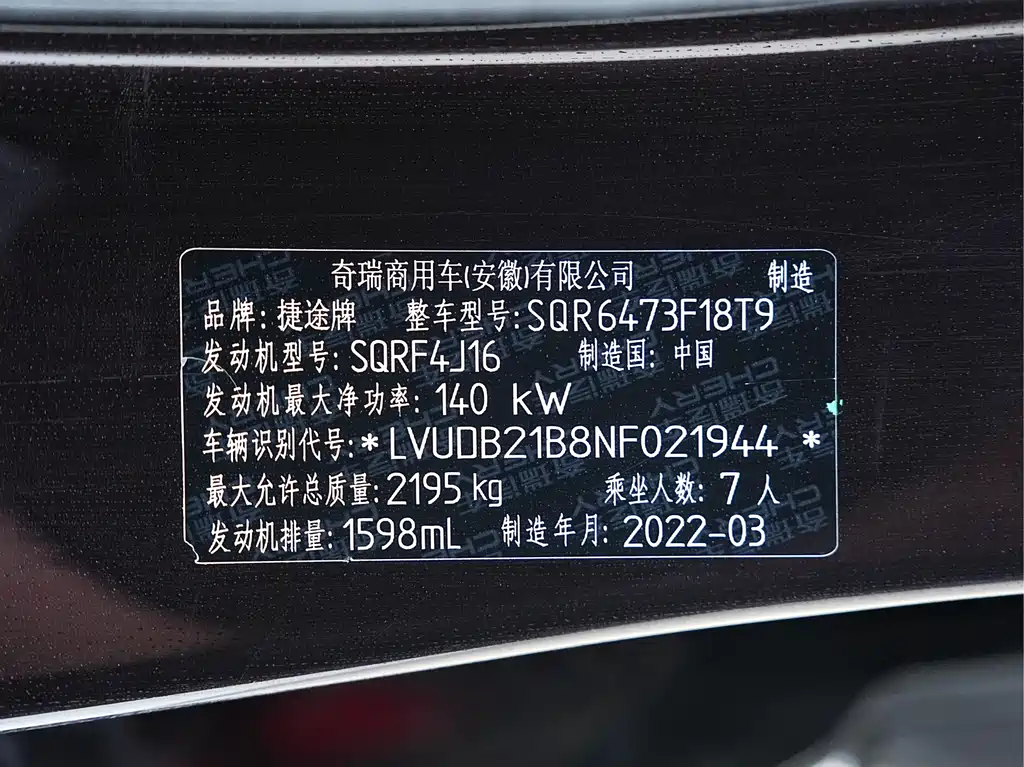 奇瑞商用车(安徽)有限公司 制造
品牌: 捷途牌 整车型号: SQR6473F18T9
发动机型号: SQRF4J16 制造国: 中国
发动机最大净功率: 140 kW
车辆识别代号: * LVUDB21B8NF021944 *
最大允许总质量: 2195 kg 乘坐人数: 7 人
发动机排量: 1598mL 制造年月: 2022-03